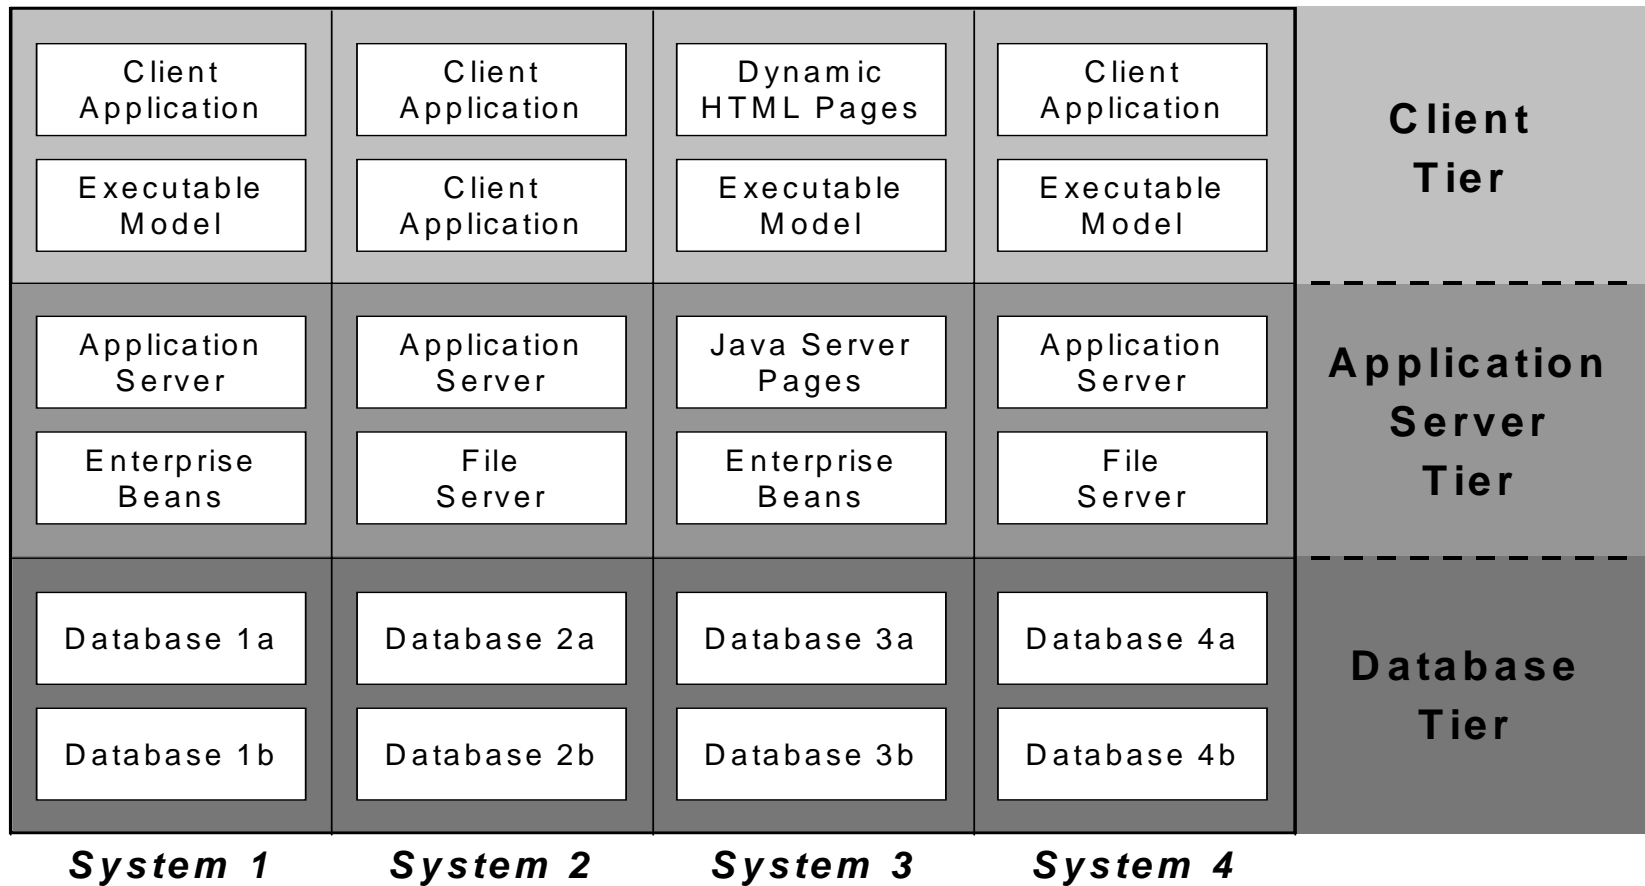 Client
Application
Client
Application
Dynamic
HTML Pages
Client
Application
Client
Tier
Executable
Model
Client
Application
Executable
Model
Executable
Model
Application
Server
Application
Server
Java Server
Pages
Application
Server
Application
Server
Tier
Enterprise
Beans
File
Server
Enterprise
Beans
File
Server
Database 1a
Database 2a
Database 3a
Database 4a
Database
Tier
Database 1b
Database 2b
Database 3b
Database 4b
System 1
System 2
System 3
System 4